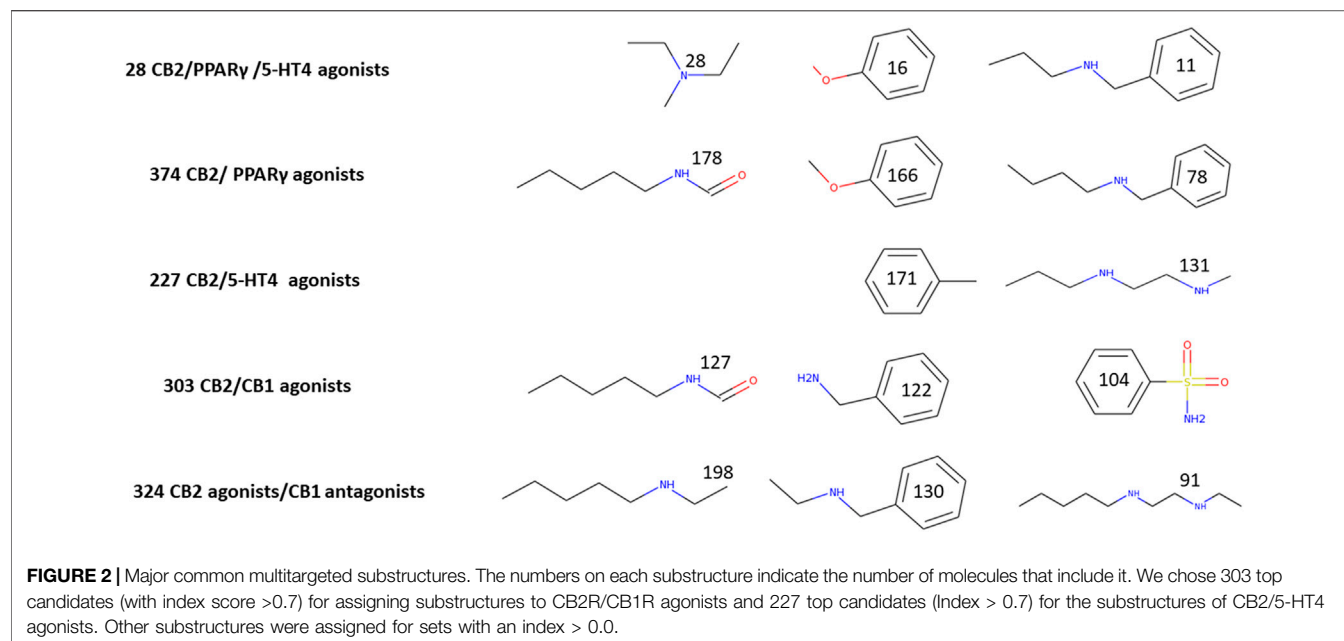 28 CB2/PPARγ /5-HT4 agonists
28
N
O
16
NH
11
374 CB2/ PPARγ agonists
178
NH
O
O
166
NH
78
227 CB2/5-HT4 agonists
171
NH
131
NH
303 CB2/CB1 agonists
127
NH
O
H2N
122
104
O
S
O
NH2
324 CB2 agonists/CB1 antagonists
198
NH
NH
130
91
NH
NH
FIGURE 2 | Major common multitargeted substructures. The numbers on each substructure indicate the number of molecules that include it. We chose 303 top
candidates (with index score >0.7) for assigning substructures to CB2R/CB1R agonists and 227 top candidates (Index > 0.7) for the substructures of CB2/5-HT4
agonists. Other substructures were assigned for sets with an index > 0.0.